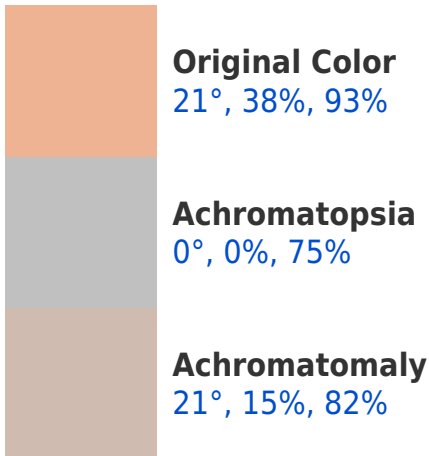 Original Color
21°, 38%, 93%
Achromatopsia
0°, 0%, 75%
Achromatomaly
21°, 15%, 82%